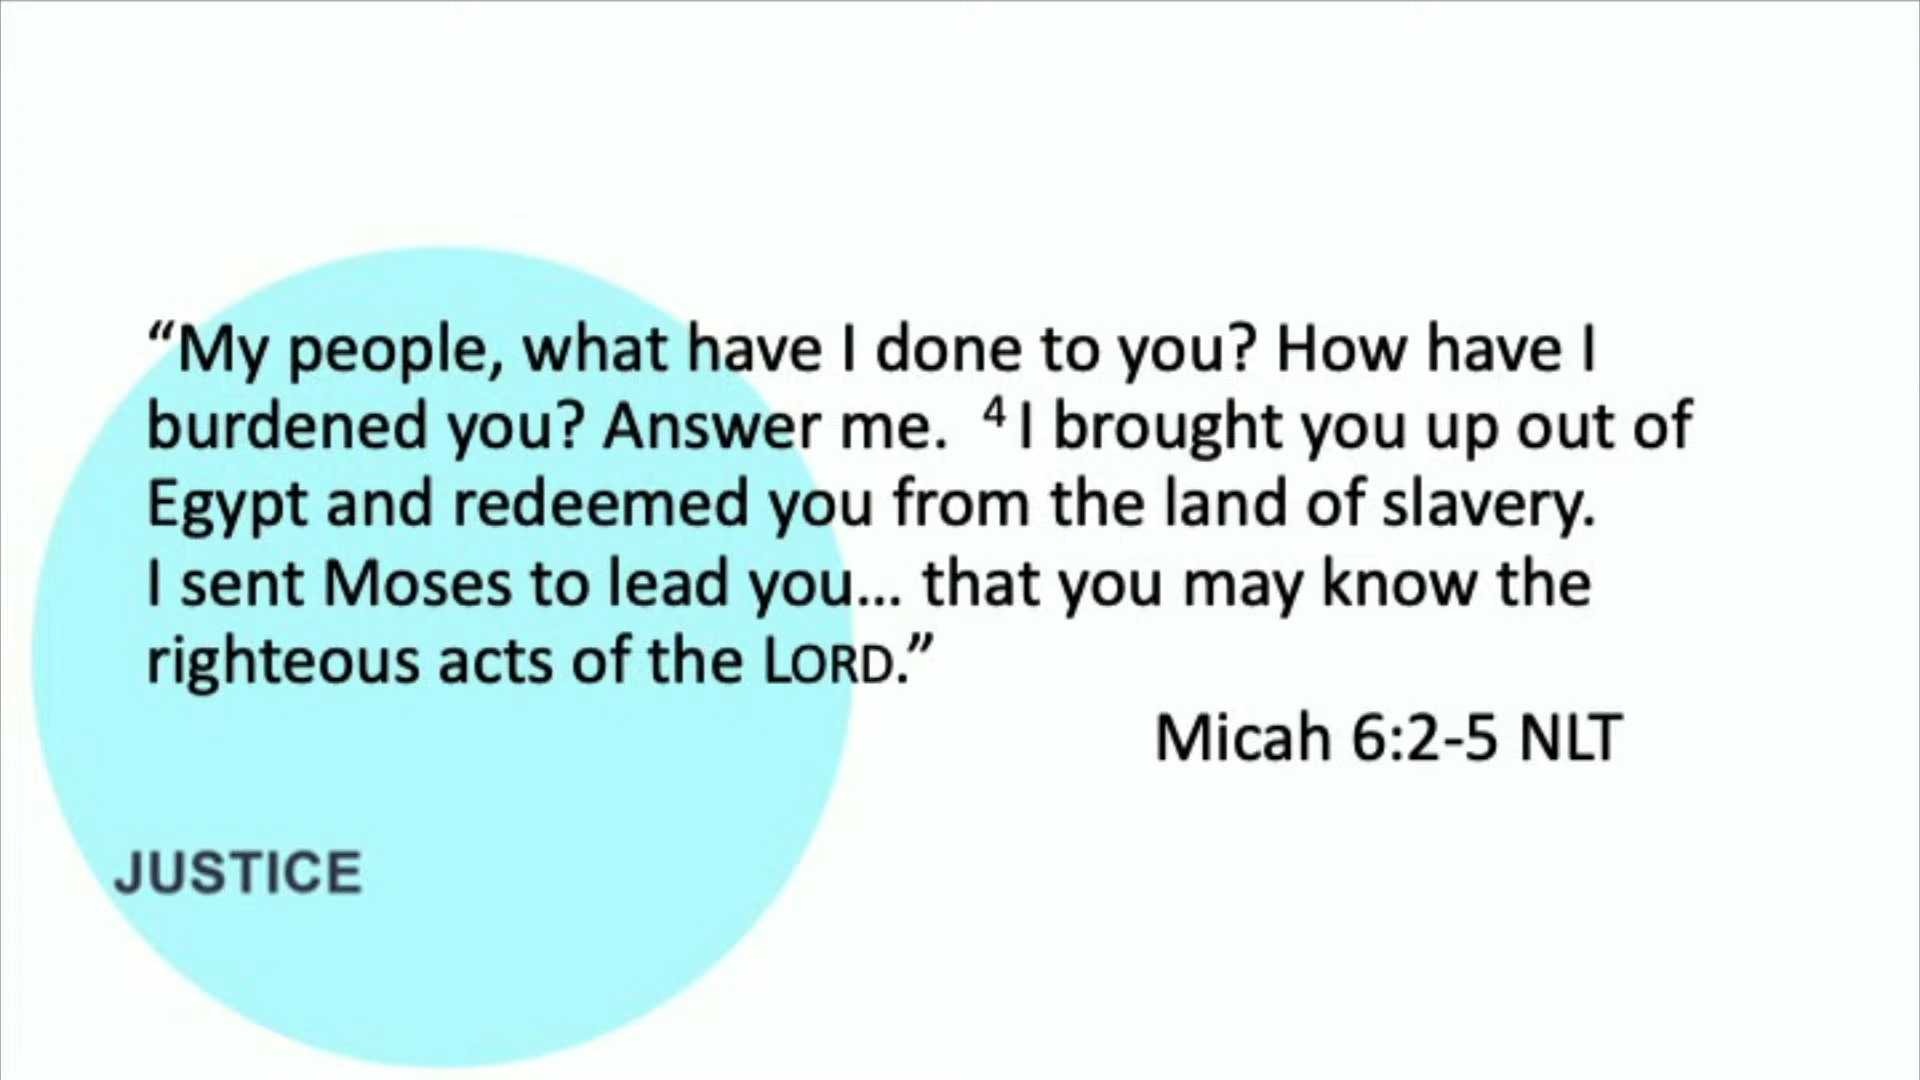 “My people, what have I done to you? How have I
burdened you? Answer me. ⁴ I brought you up out of
Egypt and redeemed you from the land of slavery.
I sent Moses to lead you... that you may know the
righteous acts of the LORD.”
Micah 6:2-5 NLT
JUSTICE